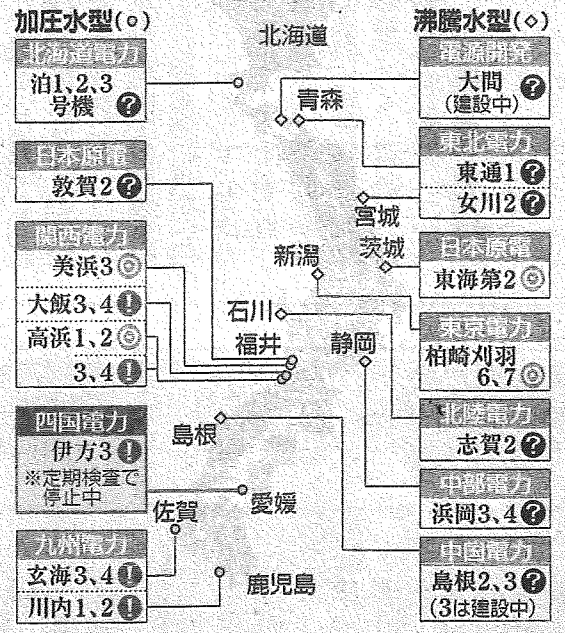 加圧水型(○)
北海道電力
泊1、2、3
号機?
日本原電
敦賀2?
関西電力
美浜3◎
大飯3、4!
高浜1、2◎
3、4!
四国電力
伊方3!
※定期検査で
停止中
九州電力
玄海3、4!
川内1、2!
北海道
青森
宮城
茨城
新潟
石川
福井
静岡
島根
愛媛
佐賀
鹿児島
沸騰水型(◇)
電源開発
大間?
(建設中)
東北電力
東通1?
女川2?
日本原電
東海第2◎
東京電力
柏崎刈羽
6、7◎
北陸電力
志賀2?
中部電力
浜岡3、4?
中国電力
島根2、3?
(3は建設中)